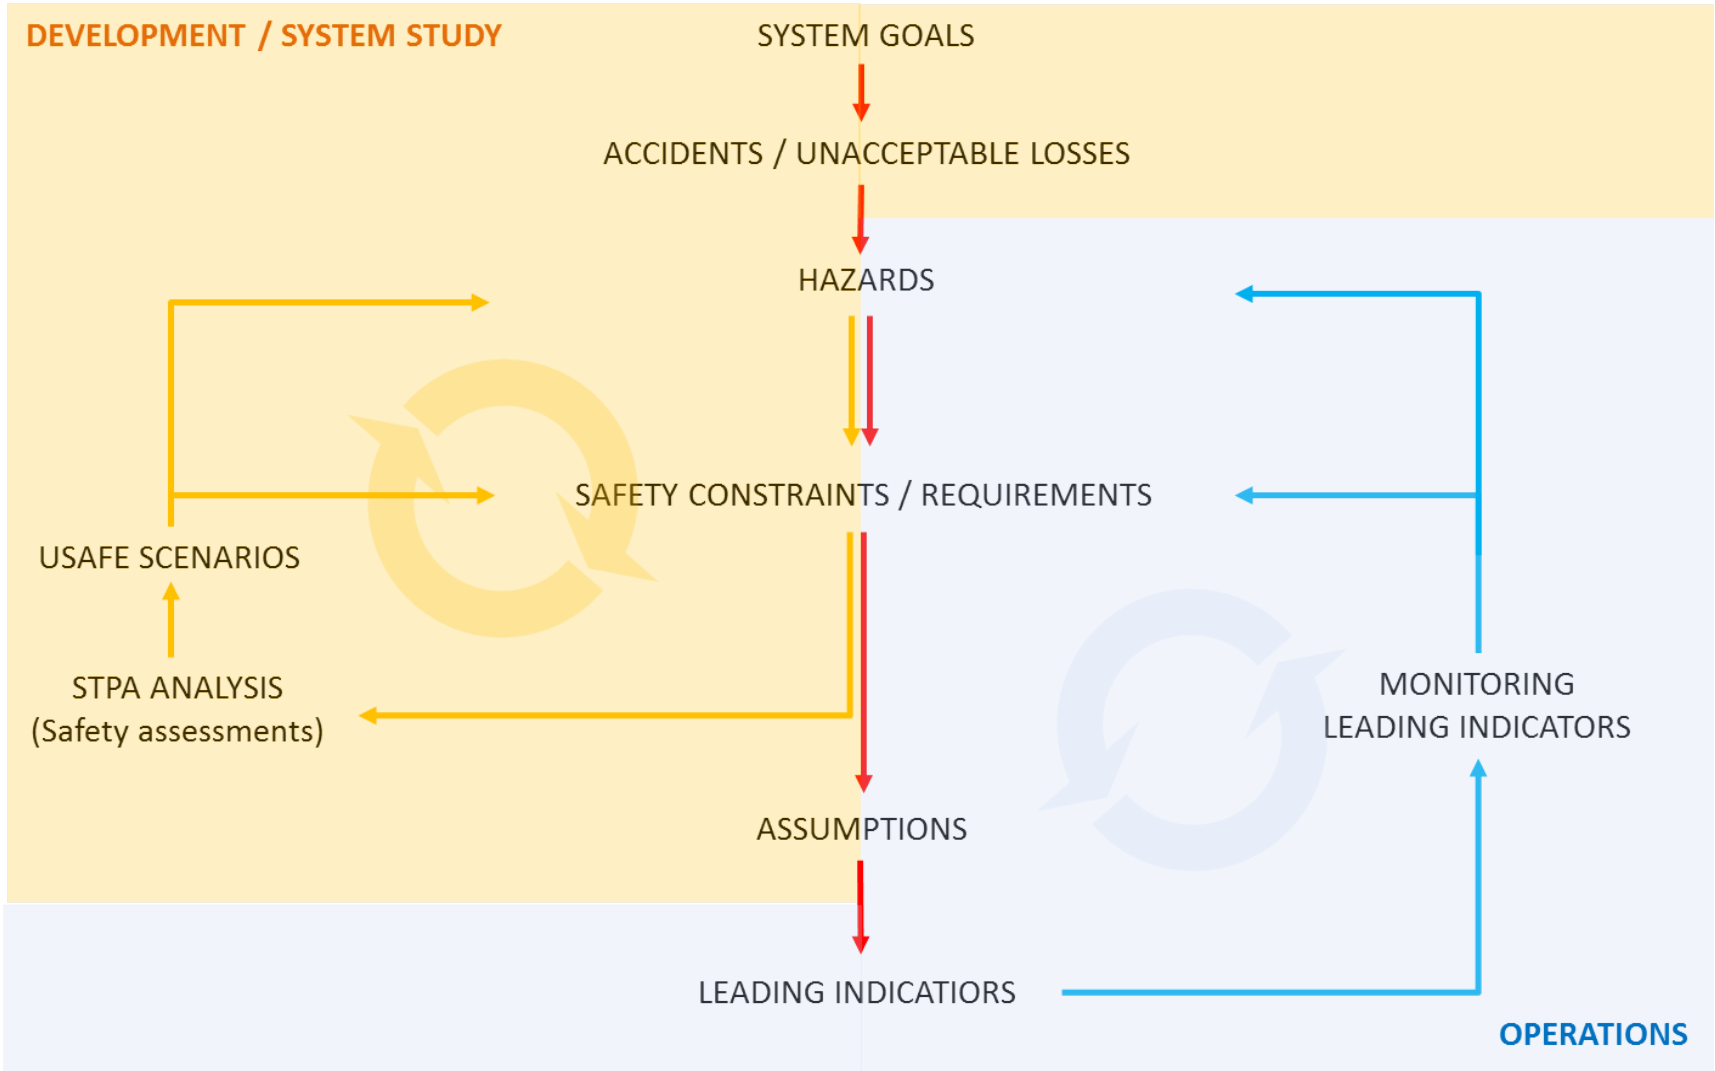 DEVELOPMENT / SYSTEM STUDY
SYSTEM GOALS
ACCIDENTS / UNACCEPTABLE LOSSES
HAZARDS
SAFETY CONSTRAINTS / REQUIREMENTS
USAFE SCENARIOS
STPA ANALYSIS
(Safety assessments)
MONITORING
LEADING INDICATORS
ASSUMPTIONS
LEADING INDICATIORS
OPERATIONS